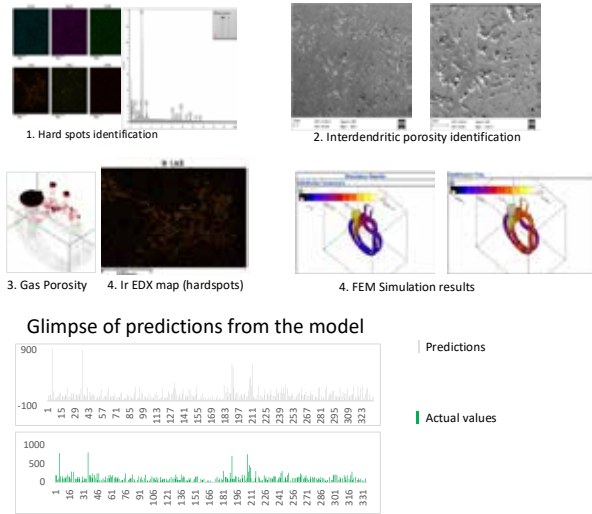 1. Hard spots identification
2. Interdendritic porosity identification
3. Gas Porosity
4. Ir EDX map (hardspots)
4. FEM Simulation results
Glimpse of predictions from the model
900
-100
1 15 29 43 57 71 85 99 113 127 141 155 169 183 197 211 225 239 253 267 281 295 309 323
Predictions
1000
500
0
1 16 31 46 61 76 91 106 121 136 151 166 181 196 211 226 241 256 271 286 301 316 331
Actual values